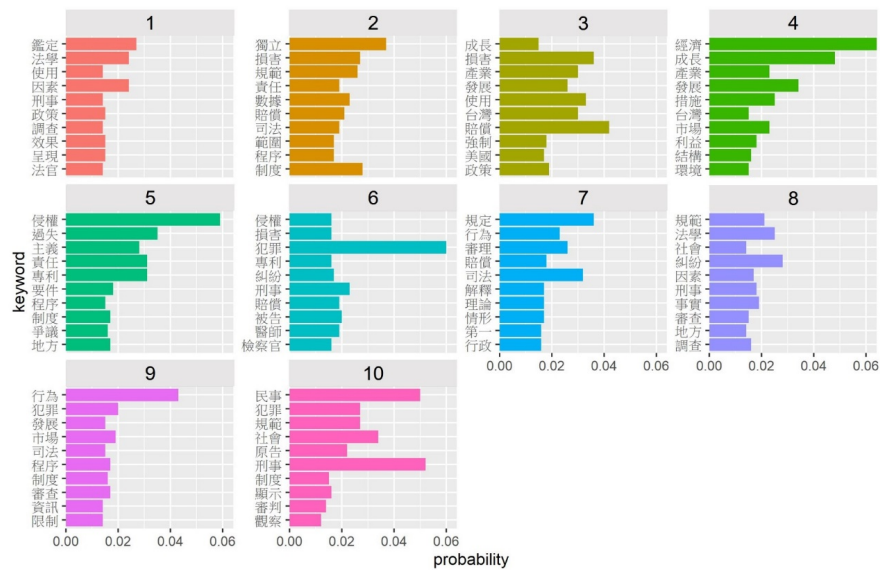 1
鑑定
法學
使用
因素
刑事
政策
調查
效果
呈現
法官
2
獨立
損害
規範
責任
數據
賠償
司法
範圍
程序
制度
3
成長
損害
產業
發展
使用
台灣
賠償
強制
美國
政策
4
經濟
成長
產業
發展
措施
台灣
市場
利益
結構
環境
5
侵權
過失
主義
責任
專利
要件
程序
制度
爭議
地方
6
侵權
損害
犯罪
專利
糾紛
刑事
賠償
被告
醫師
檢察官
7
規定
行為
審理
賠償
司法
解釋
理論
情形
第一
行政
0.00 0.02 0.04 0.06
8
規範
法學
社會
糾紛
因素
刑事
事實
審查
地方
調查
0.00 0.02 0.04 0.06
9
行為
犯罪
發展
市場
司法
程序
制度
審查
資訊
限制
0.00 0.02 0.04 0.06
10
民事
犯罪
規範
社會
原告
刑事
制度
顯示
審判
觀察
0.00 0.02 0.04 0.06
keyword
probability